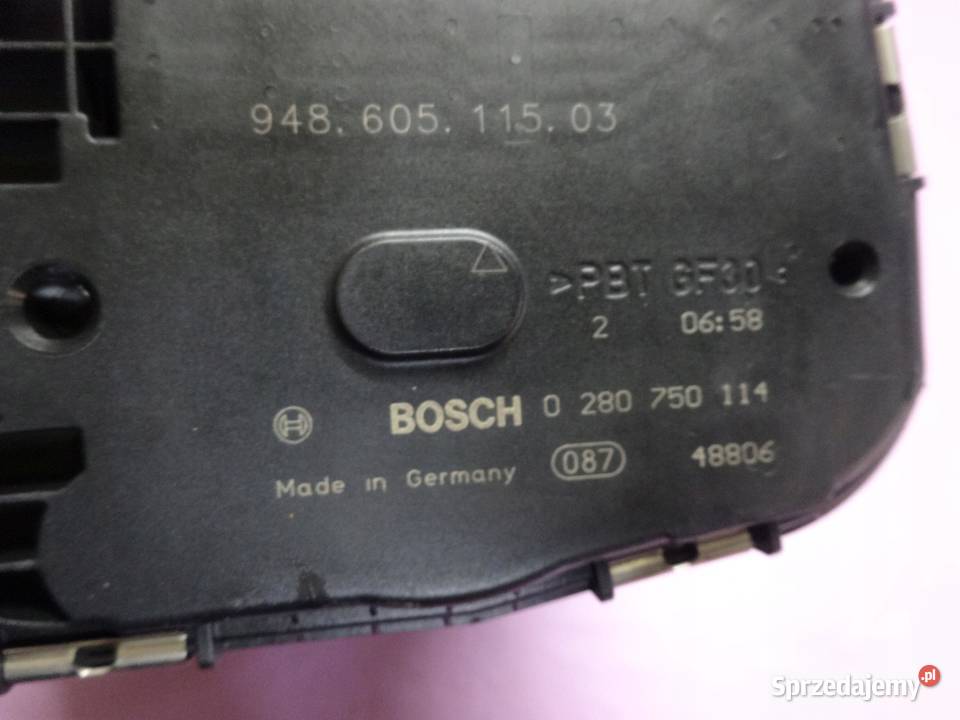 948.605.115.03
>PBT GF30<
2 06:58
BOSCH 0 280 750 114
Made in Germany 087 48806
Sprzedajemy.pl